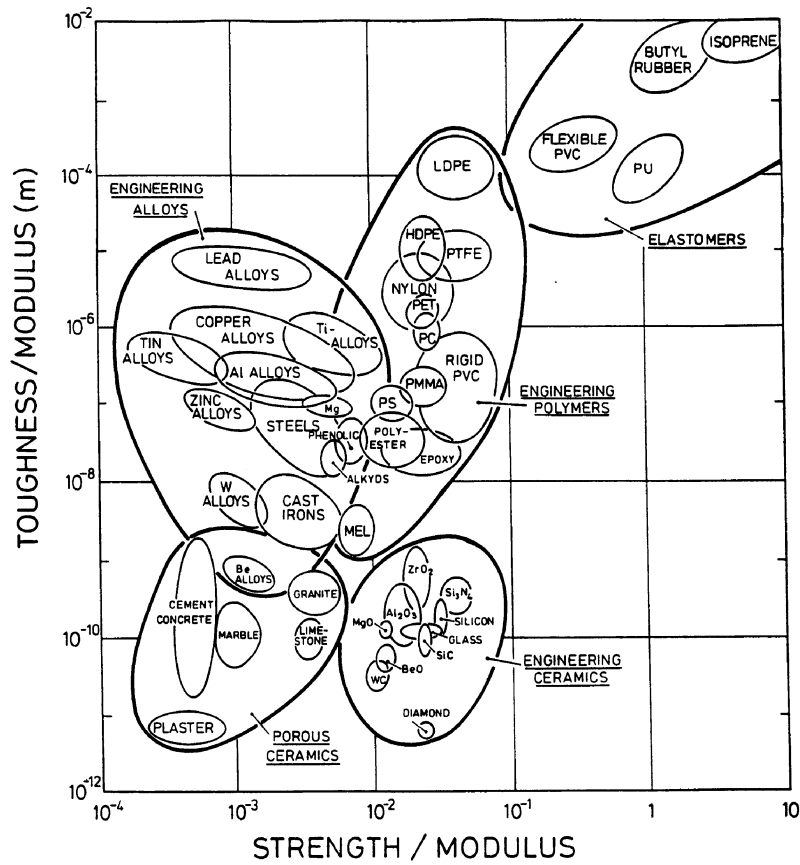 10⁻²
ISOPRENE
BUTYL
RUBBER
FLEXIBLE
PVC
PU
10⁻⁴
LDPE
ENGINEERING
ALLOYS
ELASTOMERS
HDPE
PTFE
LEAD
ALLOYS
NYLON
PET
10⁻⁶
COPPER
ALLOYS
Ti-
ALLOYS
PC
TIN
ALLOYS
RIGID
PVC
Al ALLOYS
PMMA
ENGINEERING
POLYMERS
ZINC
ALLOYS
Mg
PS
STEELS
PHENOLIC
POLY-
ESTER
EPOXY
ALKYDS
10⁻⁸
W
ALLOYS
CAST
IRONS
MEL
Be
ALLOYS
GRANITE
ZrO₂
Si₃N₄
CEMENT
CONCRETE
MARBLE
LIME-
STONE
MgO
Al₂O₃
SILICON
GLASS
SiC
10⁻¹⁰
BeO
WC
ENGINEERING
CERAMICS
DIAMOND
PLASTER
POROUS
CERAMICS
10⁻¹²
10⁻⁴
10⁻³
10⁻²
10⁻¹
1
10
STRENGTH / MODULUS
TOUGHNESS/MODULUS (m)